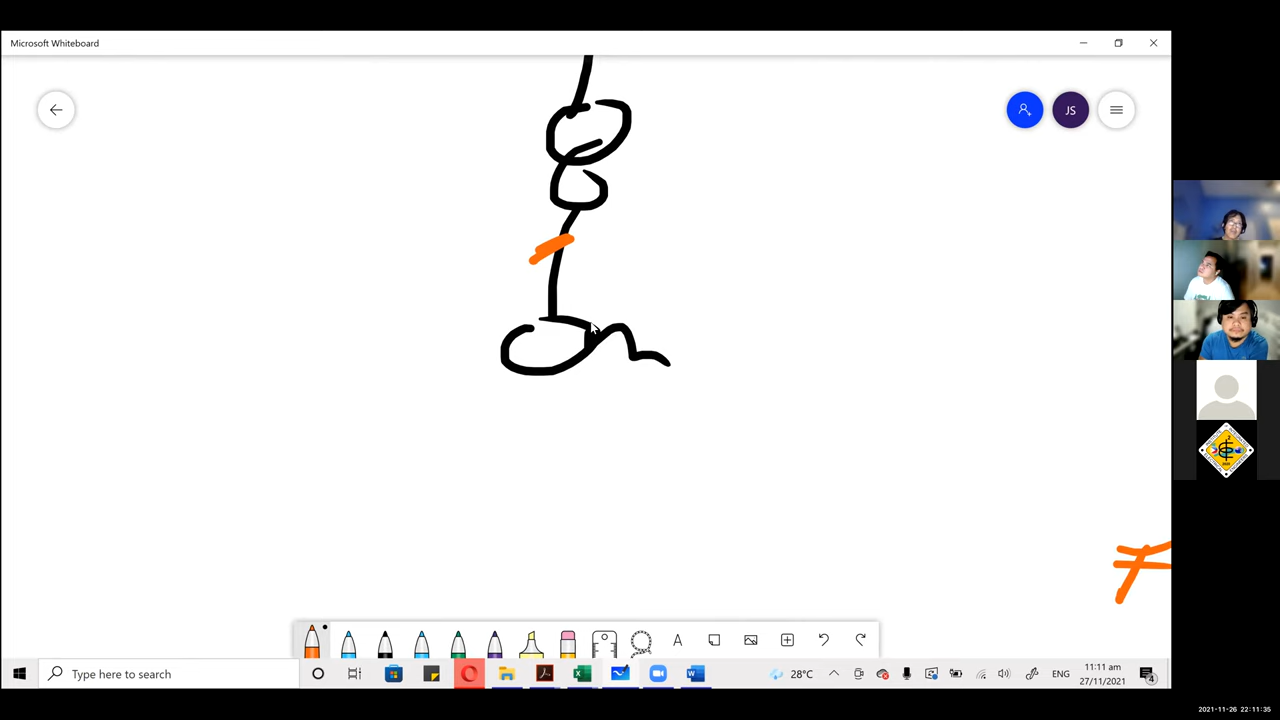 Microsoft Whiteboard
JS
F
A
Type here to search
28°C
ENG
11:11 am
27/11/2021
4
2021-11-26 22:11:35